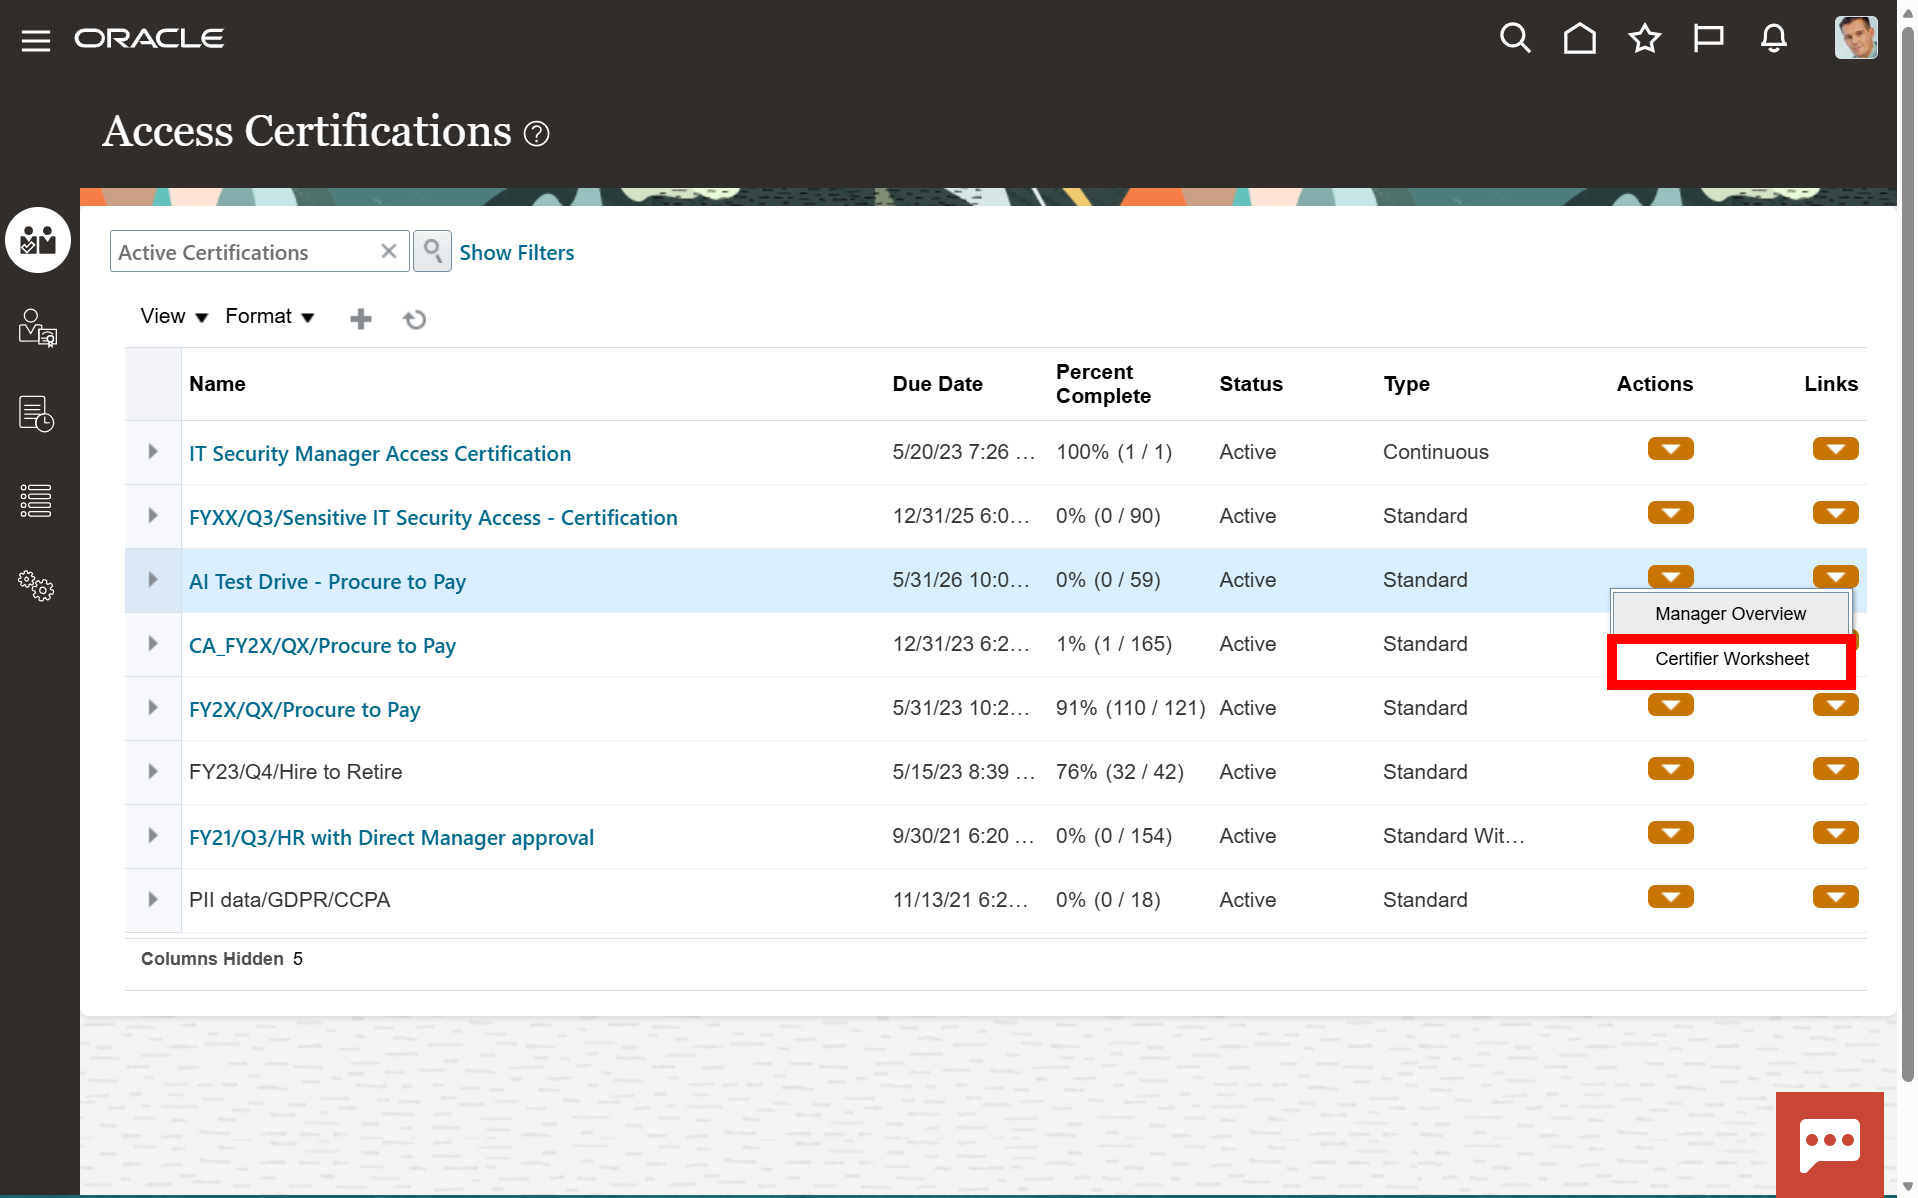 ORACLE
Access Certifications
Active Certifications
Show Filters
View Format
Name Due Date Percent Complete Status Type Actions Links
IT Security Manager Access Certification 5/20/23 7:26 ... 100% (1 / 1) Active Continuous
FYXX/Q3/Sensitive IT Security Access - Certification 12/31/25 6:0... 0% (0 / 90) Active Standard
AI Test Drive - Procure to Pay 5/31/26 10:0... 0% (0 / 59) Active Standard
Manager Overview
CA_FY2X/QX/Procure to Pay 12/31/23 6:2... 1% (1 / 165) Active Standard
Certifier Worksheet
FY2X/QX/Procure to Pay 5/31/23 10:2... 91% (110 / 121) Active Standard
FY23/Q4/Hire to Retire 5/15/23 8:39 ... 76% (32 / 42) Active Standard
FY21/Q3/HR with Direct Manager approval 9/30/21 6:20 ... 0% (0 / 154) Active Standard Wit...
PII data/GDPR/CCPA 11/13/21 6:2... 0% (0 / 18) Active Standard
Columns Hidden 5